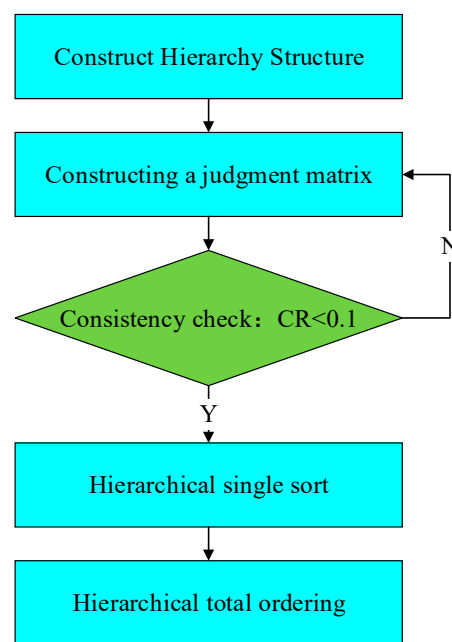 Construct Hierarchy Structure
Constructing a judgment matrix
N
Consistency check：CR<0.1
Y
Hierarchical single sort
Hierarchical total ordering